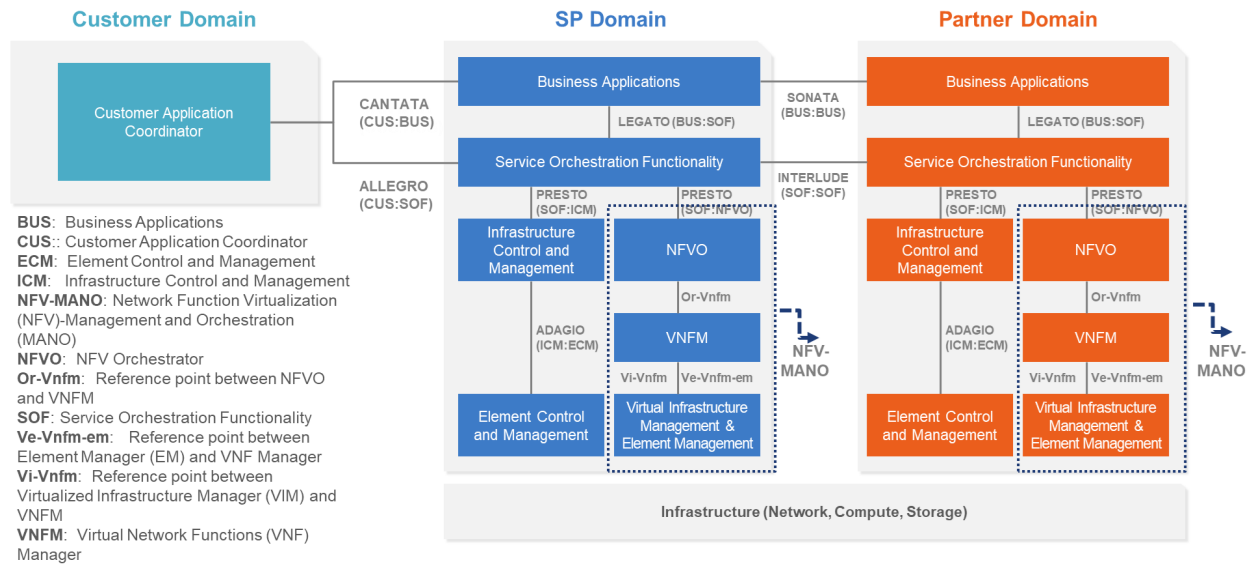 Customer Domain
SP Domain
Partner Domain
Customer Application
Coordinator
CANTATA
(CUS:BUS)
ALLEGRO
(CUS:SOF)
Business Applications
LEGATO (BUS:SOF)
Service Orchestration Functionality
PRESTO
(SOF:ICM)
PRESTO
(SOF:NFVO)
Infrastructure
Control and
Management
NFVO
Or-Vnfm
ADAGIO
(ICM:ECM)
VNFM
Vi-Vnfm
Ve-Vnfm-em
Element Control
and Management
Virtual Infrastructure
Management &
Element Management
NFV-
MANO
SONATA
(BUS:BUS)
INTERLUDE
(SOF:SOF)
Business Applications
LEGATO (BUS:SOF)
Service Orchestration Functionality
PRESTO
(SOF:ICM)
PRESTO
(SOF:NFVO)
Infrastructure
Control and
Management
NFVO
Or-Vnfm
ADAGIO
(ICM:ECM)
VNFM
Vi-Vnfm
Ve-Vnfm-em
Element Control
and Management
Virtual Infrastructure
Management &
Element Management
NFV-
MANO
BUS: Business Applications
CUS:: Customer Application Coordinator
ECM: Element Control and Management
ICM: Infrastructure Control and Management
NFV-MANO: Network Function Virtualization
(NFV)-Management and Orchestration
(MANO)
NFVO: NFV Orchestrator
Or-Vnfm: Reference point between NFVO
and VNFM
SOF: Service Orchestration Functionality
Ve-Vnfm-em: Reference point between
Element Manager (EM) and VNF Manager
Vi-Vnfm: Reference point between
Virtualized Infrastructure Manager (VIM) and
VNFM
VNFM: Virtual Network Functions (VNF)
Manager
Infrastructure (Network, Compute, Storage)